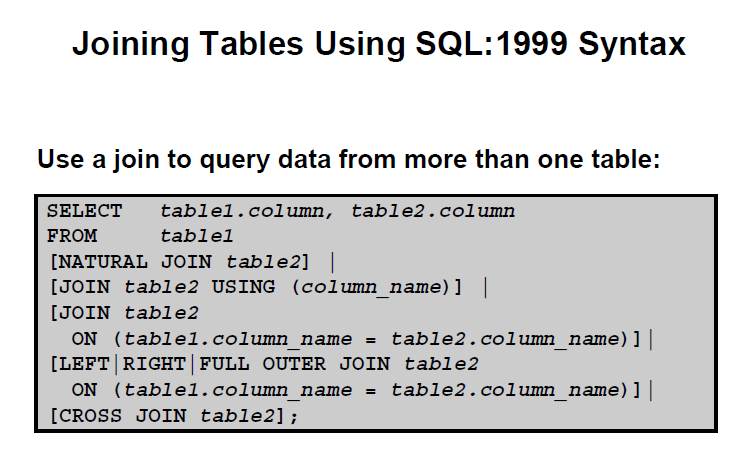 Joining Tables Using SQL:1999 Syntax
Use a join to query data from more than one table:
SELECT table1.column, table2.column
FROM table1
[NATURAL JOIN table2] |
[JOIN table2 USING (column_name)] |
[JOIN table2
ON (table1.column_name = table2.column_name)]|
[LEFT|RIGHT|FULL OUTER JOIN table2
ON (table1.column_name = table2.column_name)]|
[CROSS JOIN table2];